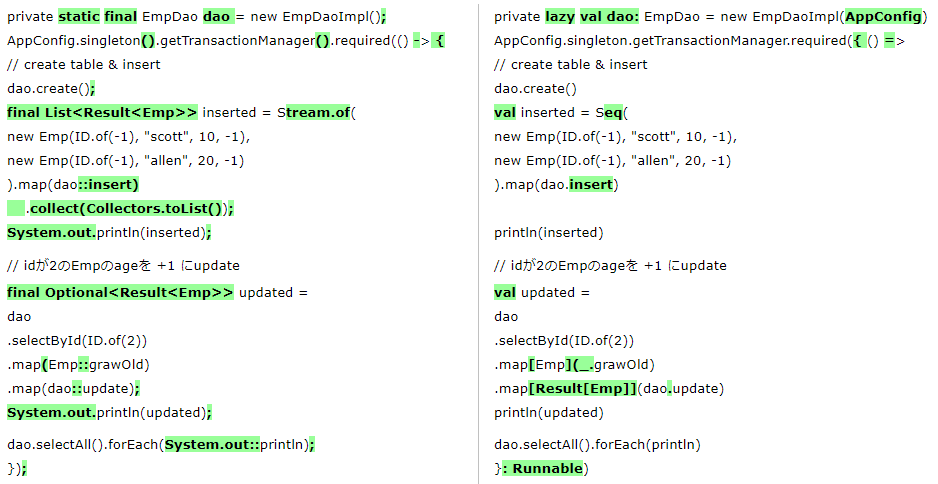 private static final EmpDao dao = new EmpDaoImpl();
AppConfig.singleton().getTransactionManager().required(() -> {
// create table & insert
dao.create();
final List<Result<Emp>> inserted = Stream.of(
new Emp(ID.of(-1), "scott", 10, -1),
new Emp(ID.of(-1), "allen", 20, -1)
).map(dao::insert)
.collect(Collectors.toList());
System.out.println(inserted);
// idが2のEmpのageを +1 にupdate
final Optional<Result<Emp>> updated =
dao
.selectById(ID.of(2))
.map(Emp::grawOld)
.map(dao::update);
System.out.println(updated);
dao.selectAll().forEach(System.out::println);
});
private lazy val dao: EmpDao = new EmpDaoImpl(AppConfig)
AppConfig.singleton.getTransactionManager.required({ () =>
// create table & insert
dao.create()
val inserted = Seq(
new Emp(ID.of(-1), "scott", 10, -1),
new Emp(ID.of(-1), "allen", 20, -1)
).map(dao.insert)
println(inserted)
// idが2のEmpのageを +1 にupdate
val updated =
dao
.selectById(ID.of(2))
.map[Emp](_.grawOld)
.map[Result[Emp]](dao.update)
println(updated)
dao.selectAll().forEach(println)
}: Runnable)